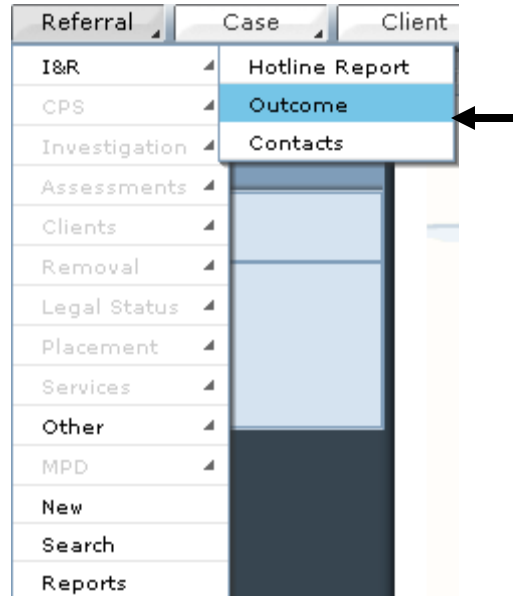 Referral Case Client
I&R
CPS
Investigation
Assessments
Clients
Removal
Legal Status
Placement
Services
Other
MPD
New
Search
Reports
Hotline Report
Outcome
Contacts